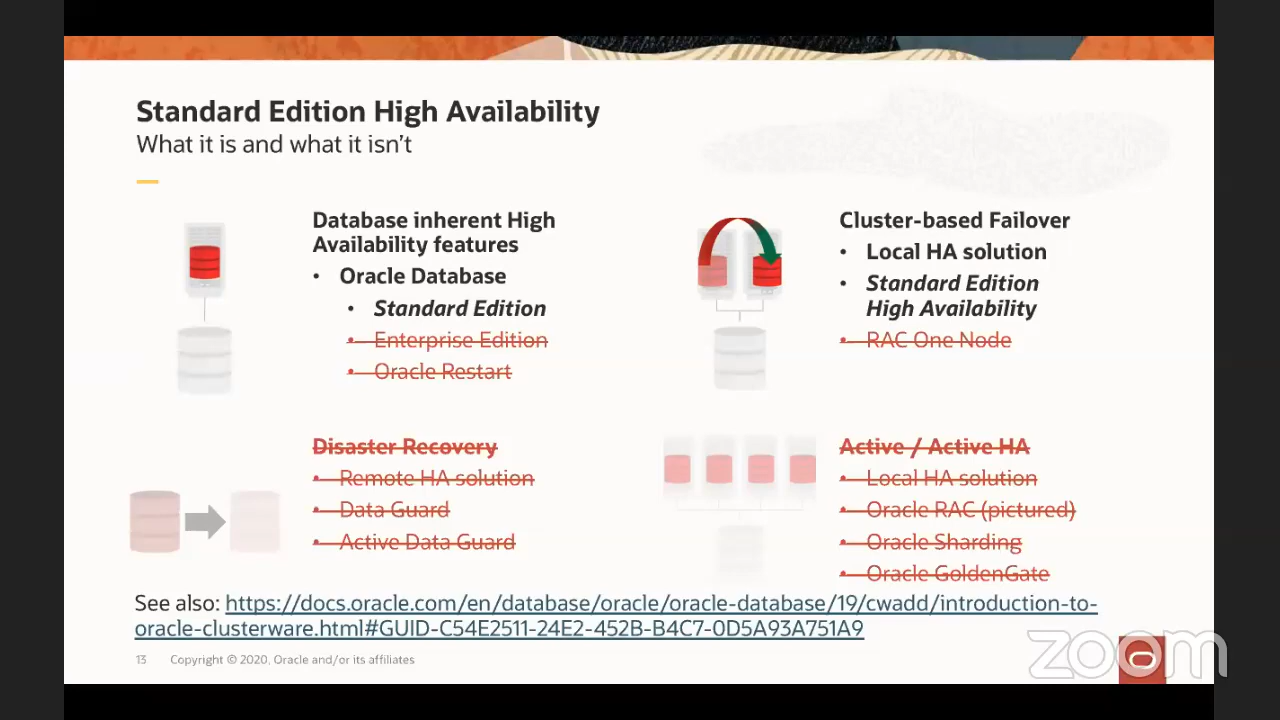 Standard Edition High Availability
What it is and what it isn't
Database inherent High
Availability features
• Oracle Database
• Standard Edition
• Enterprise Edition
• Oracle Restart
Cluster-based Failover
• Local HA solution
• Standard Edition
High Availability
• RAC One Node
Disaster Recovery
• Remote HA solution
• Data Guard
• Active Data Guard
Active / Active HA
• Local HA solution
• Oracle RAC (pictured)
• Oracle Sharding
• Oracle GoldenGate
See also: https://docs.oracle.com/en/database/oracle/oracle-database/19/cwadd/introduction-to-
oracle-clusterware.html#GUID-C54E2511-24E2-452B-B4C7-0D5A93A751A9
13 Copyright © 2020, Oracle and/or its affiliates
zoom